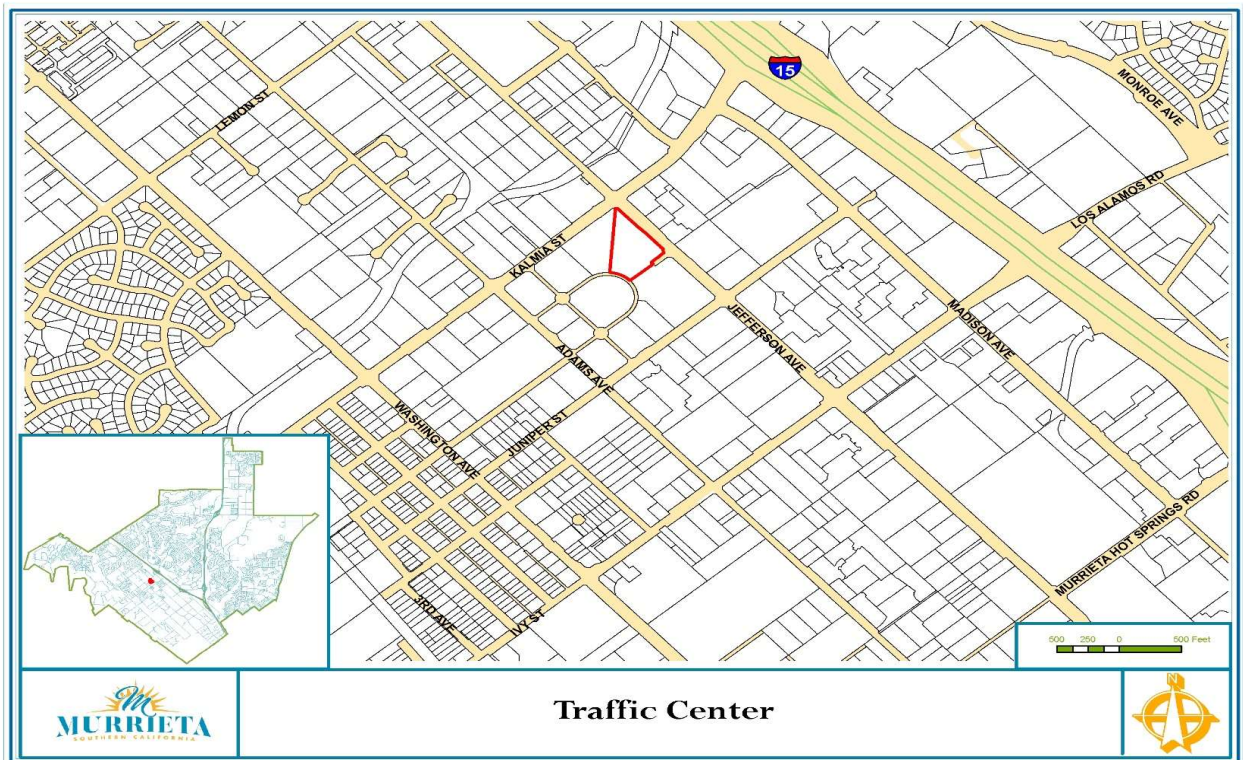 15
MONROE AVE
LEMON ST
LOS ALAMOS RD
KALMIA ST
JEFFERSON AVE
MADISON AVE
ADAMS AVE
WASHINGTON AVE
JUNIPER ST
MURRIETA HOT SPRINGS RD
3RD AVE
IVY ST
500 250 0 500 Feet
M
MURRIETA
SOUTHERN CALIFORNIA
Traffic Center
N